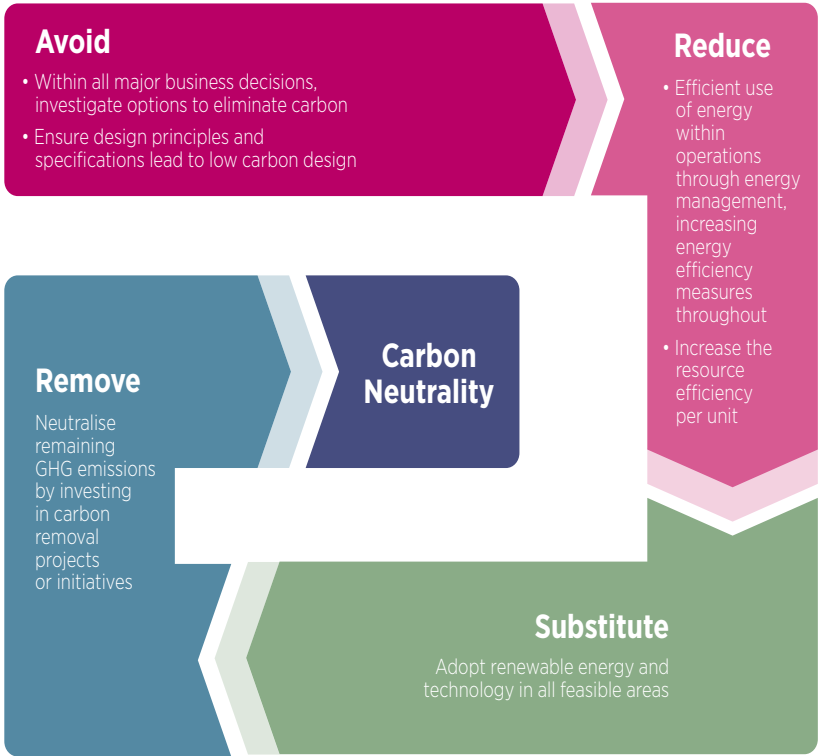 Avoid
• Within all major business decisions,
investigate options to eliminate carbon
• Ensure design principles and
specifications lead to low carbon design
Reduce
• Efficient use
of energy
within
operations
through energy
management,
increasing
energy
efficiency
measures
throughout
• Increase the
resource
efficiency
per unit
Substitute
Adopt renewable energy and
technology in all feasible areas
Remove
Neutralise
remaining
GHG emissions
by investing
in carbon
removal
projects
or initiatives
Carbon
Neutrality